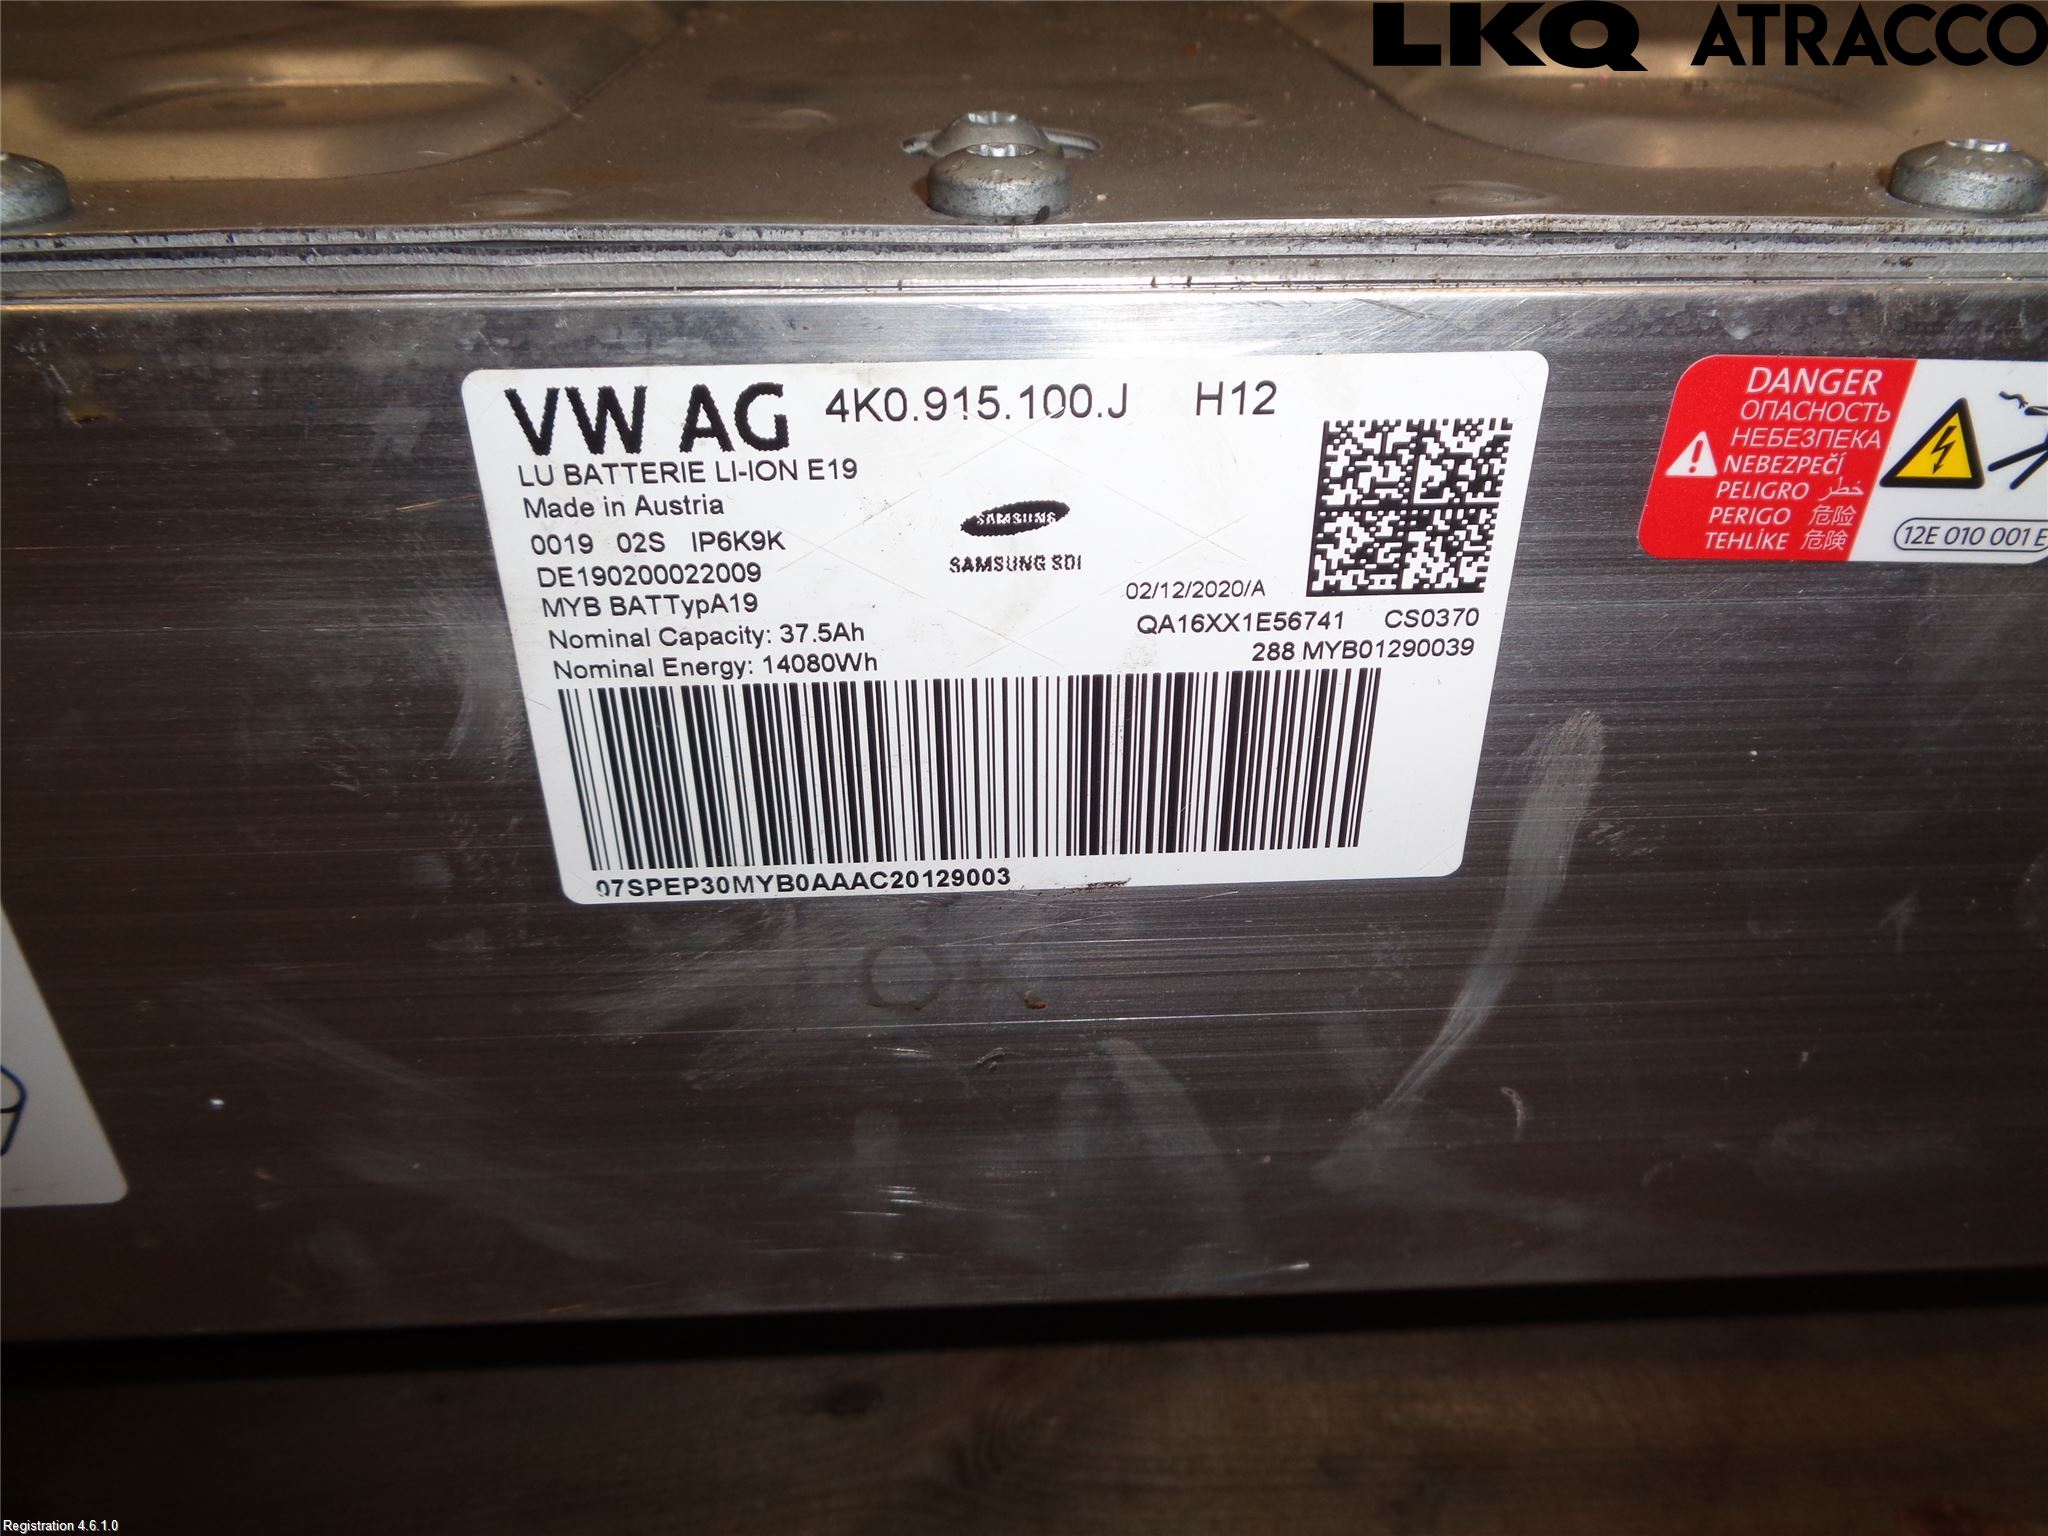 LKQ ATRACCO
VW AG 4K0.915.100.J H12
LU BATTERIE LI-ION E19
Made in Austria
0019 02S IP6K9K
DE190200022009
MYB BATTypA19
Nominal Capacity: 37.5Ah
Nominal Energy: 14080Wh
SAMSUNG
SAMSUNG SDI
02/12/2020/A
QA16XX1E56741 CS0370
288 MYB01290039
07SPEP30MYB0AAAC20129003
DANGER
ОПАСНОСТЬ
НЕБЕЗПЕКА
NEBEZPEČÍ
PELIGRO خطر
PERIGO 危险
TEHLİKE 危険
12E 010 001 E
Registration 4.6.1.0